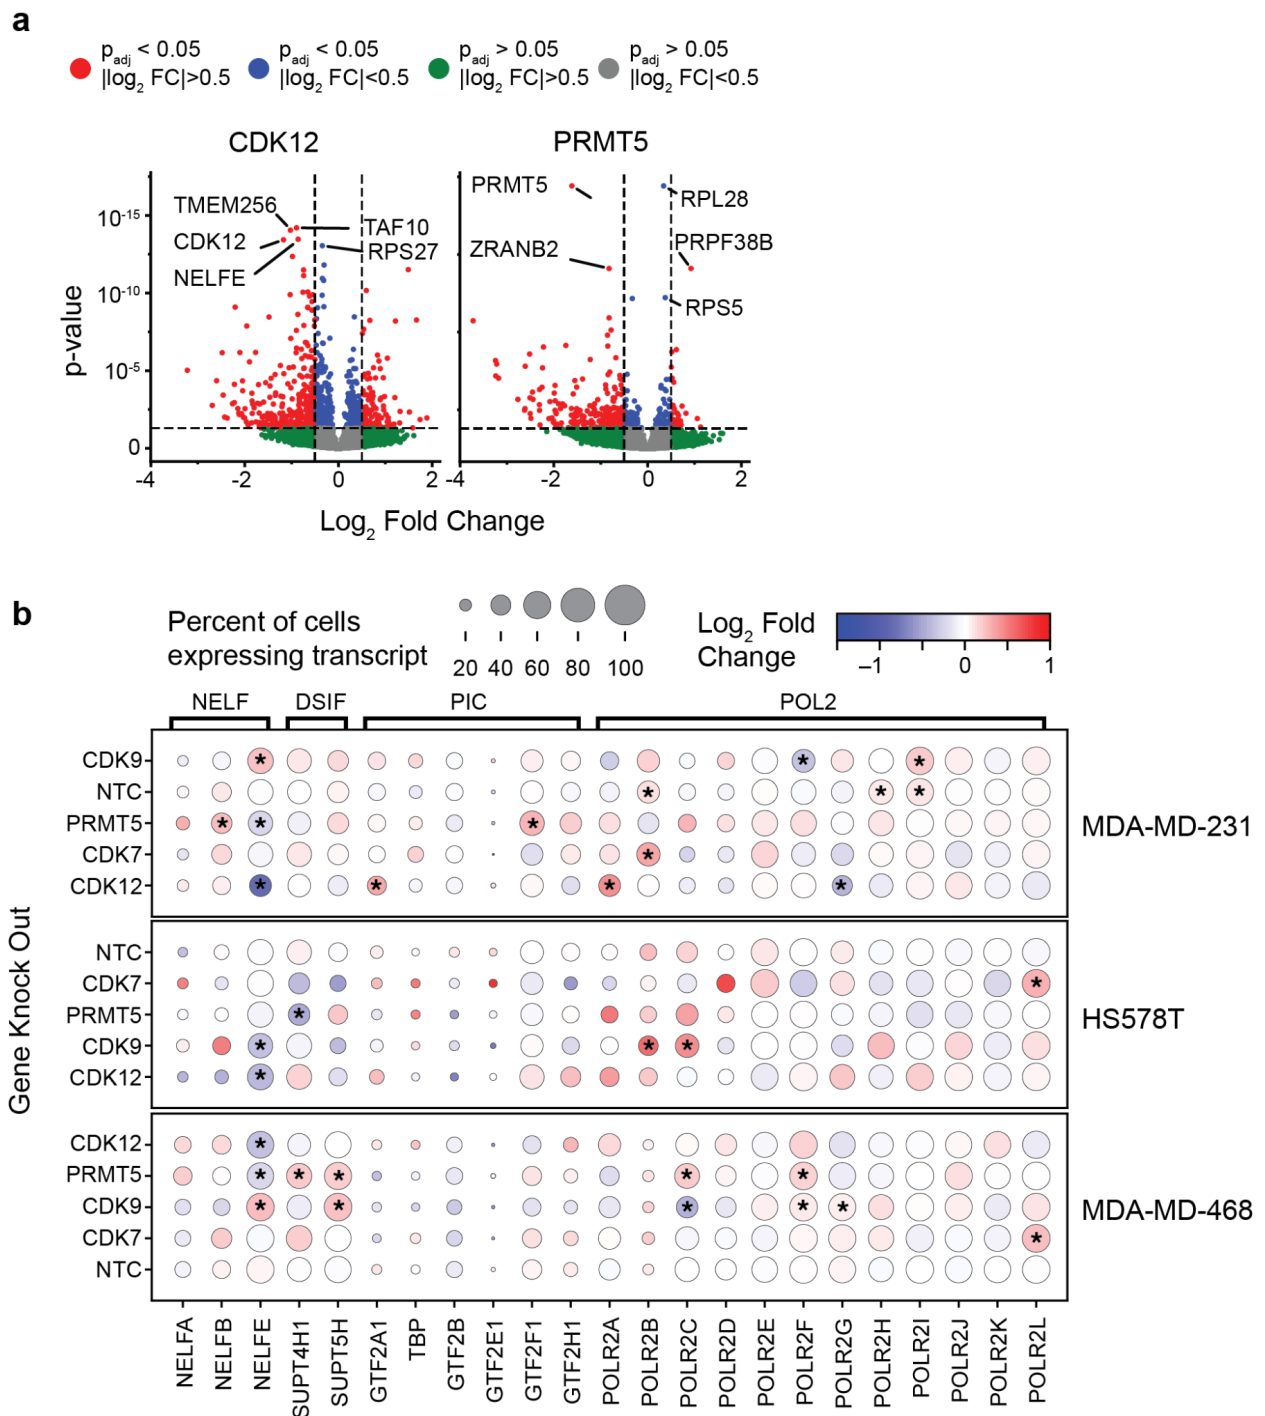 a
p_adj < 0.05
|log₂ FC|>0.5
p_adj < 0.05
|log₂ FC|<0.5
p_adj > 0.05
|log₂ FC|>0.5
p_adj > 0.05
|log₂ FC|<0.5
CDK12
PRMT5
p-value
10⁻¹⁵
10⁻¹⁰
10⁻⁵
0
TMEM256
CDK12
NELFE
TAF10
RPS27
PRMT5
ZRANB2
RPL28
PRPF38B
RPS5
-4 -2 0 2
-4 -2 0 2
Log₂ Fold Change
b
Percent of cells
expressing transcript
20 40 60 80 100
Log₂ Fold
Change
–1 0 1
NELF DSIF PIC POL2
Gene Knock Out
CDK9 *  *  *
NTC *  *  *
PRMT5 *  *  *
CDK7 *
CDK12 *  *  *  *
MDA-MD-231
NTC
CDK7 *
PRMT5 *
CDK9 *  *  *
CDK12 *
HS578T
CDK12 *
PRMT5 *  *  *  *  *
CDK9 *  *  *  *  *
CDK7 *
NTC
MDA-MD-468
NELFA
NELFB
NELFE
SUPT4H1
SUPT5H
GTF2A1
TBP
GTF2B
GTF2E1
GTF2F1
GTF2H1
POLR2A
POLR2B
POLR2C
POLR2D
POLR2E
POLR2F
POLR2G
POLR2H
POLR2I
POLR2J
POLR2K
POLR2L